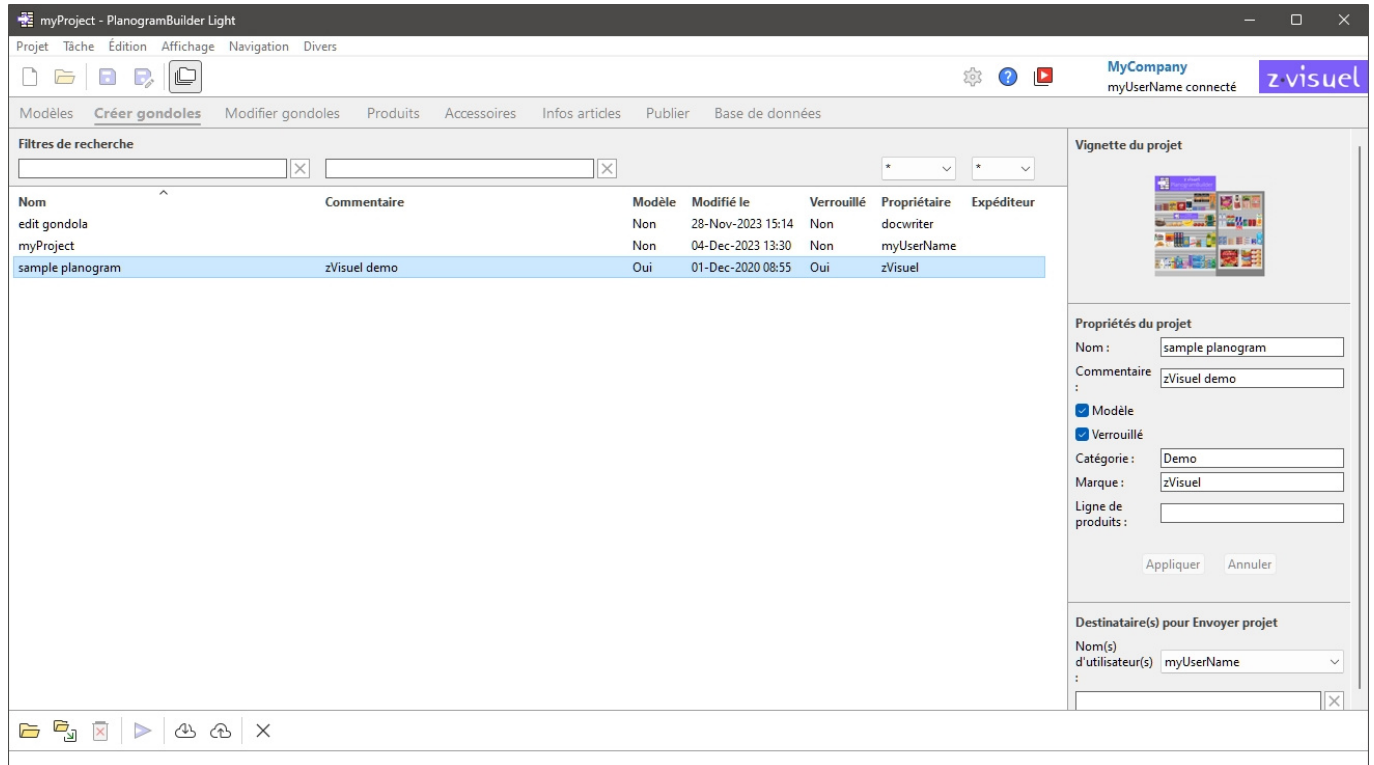 myProject - PlanogramBuilder Light
Projet Tâche Édition Affichage Navigation Divers
MyCompany
myUserName connecté
z·visuel
Modèles Créer gondoles Modifier gondoles Produits Accessoires Infos articles Publier Base de données
Filtres de recherche
* *
Nom Commentaire Modèle Modifié le Verrouillé Propriétaire Expéditeur
edit gondola Non 28-Nov-2023 15:14 Non docwriter
myProject Non 04-Dec-2023 13:30 Non myUserName
sample planogram zVisuel demo Oui 01-Dec-2020 08:55 Oui zVisuel
Vignette du projet
z·visuel
PlanogramBuilder
Propriétés du projet
Nom : sample planogram
Commentaire
: zVisuel demo
Modèle
Verrouillé
Catégorie : Demo
Marque : zVisuel
Ligne de
produits :
Appliquer Annuler
Destinataire(s) pour Envoyer projet
Nom(s)
d'utilisateur(s) myUserName
: